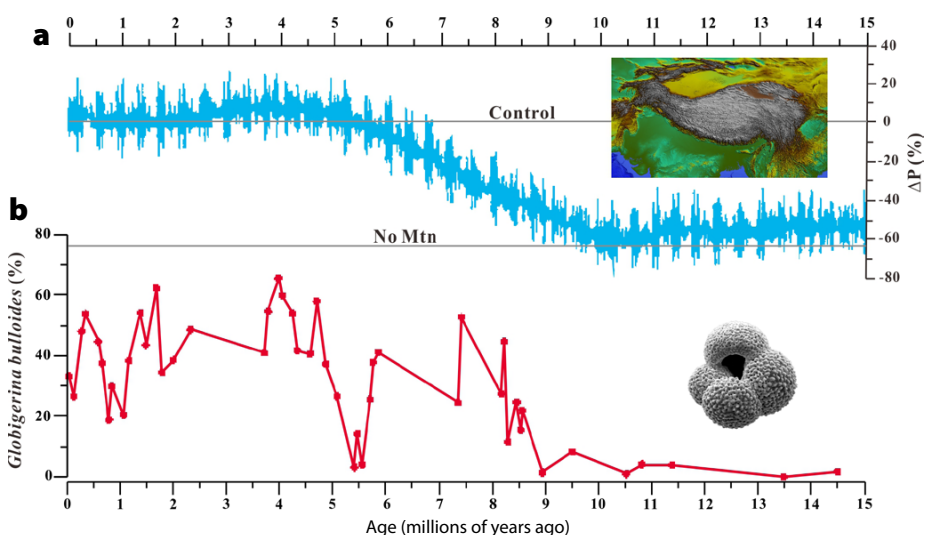 0 1 2 3 4 5 6 7 8 9 10 11 12 13 14 15
a
40
20
0
-20
-40
-60
-80
ΔP (%)
Control
No Mtn
b
80
60
40
20
0
Globigerina bulloides (%)
0 1 2 3 4 5 6 7 8 9 10 11 12 13 14 15
Age (millions of years ago)